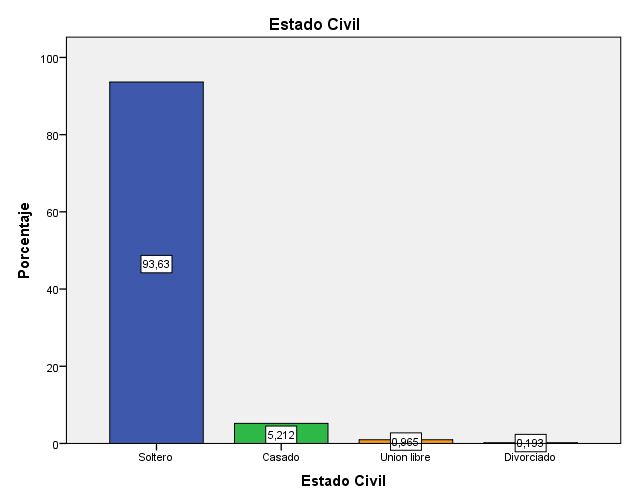 Estado Civil
Porcentaje
100
80
60
40
20
0
93,63
5,212
0,965
0,193
Soltero
Casado
Union libre
Divorciado
Estado Civil